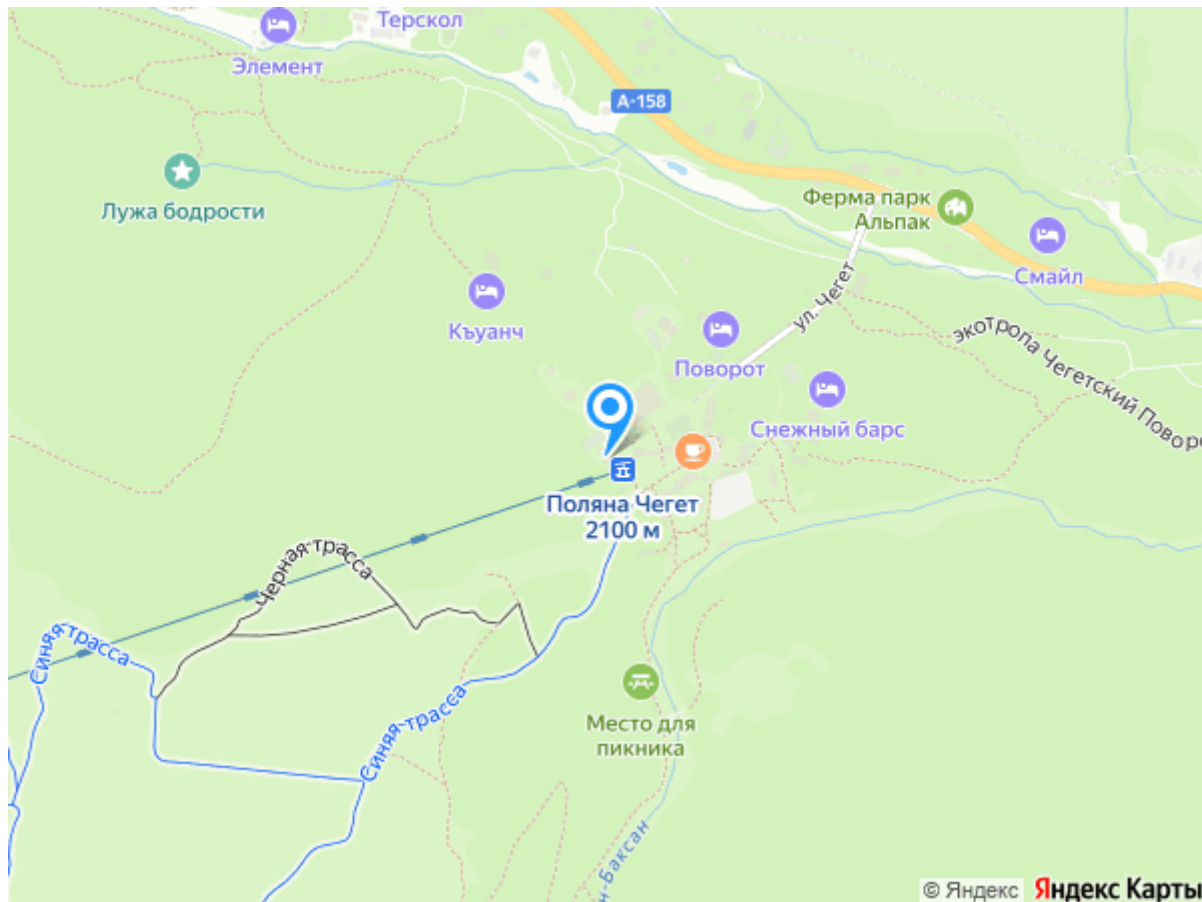 Терскол
Элемент
А-158
Лужа бодрости
Ферма парк
Альпак
Смайл
ул. Чегет
Къуанч
Поворот
экотропа Чегетский Поворо
Снежный барс
Поляна Чегет
2100 м
Черная трасса
Синяя трасса
Синяя трасса
Место для
пикника
н-Баксан
© Яндекс Яндекс Карты